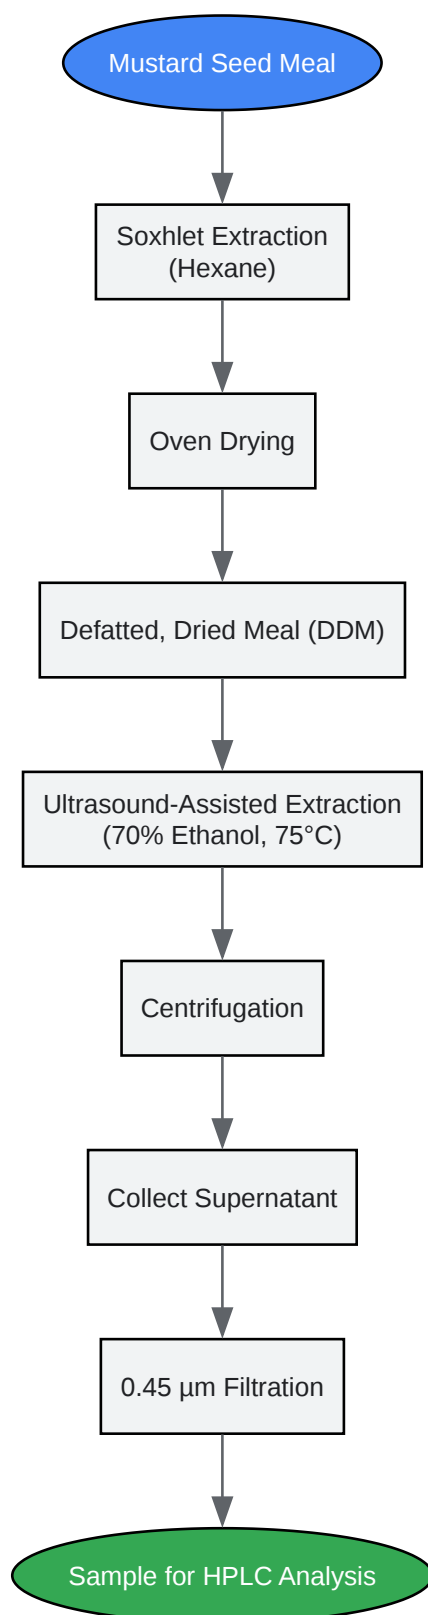 Mustard Seed Meal
Soxhlet Extraction
(Hexane)
Oven Drying
Defatted, Dried Meal (DDM)
Ultrasound-Assisted Extraction
(70% Ethanol, 75°C)
Centrifugation
Collect Supernatant
0.45 µm Filtration
Sample for HPLC Analysis